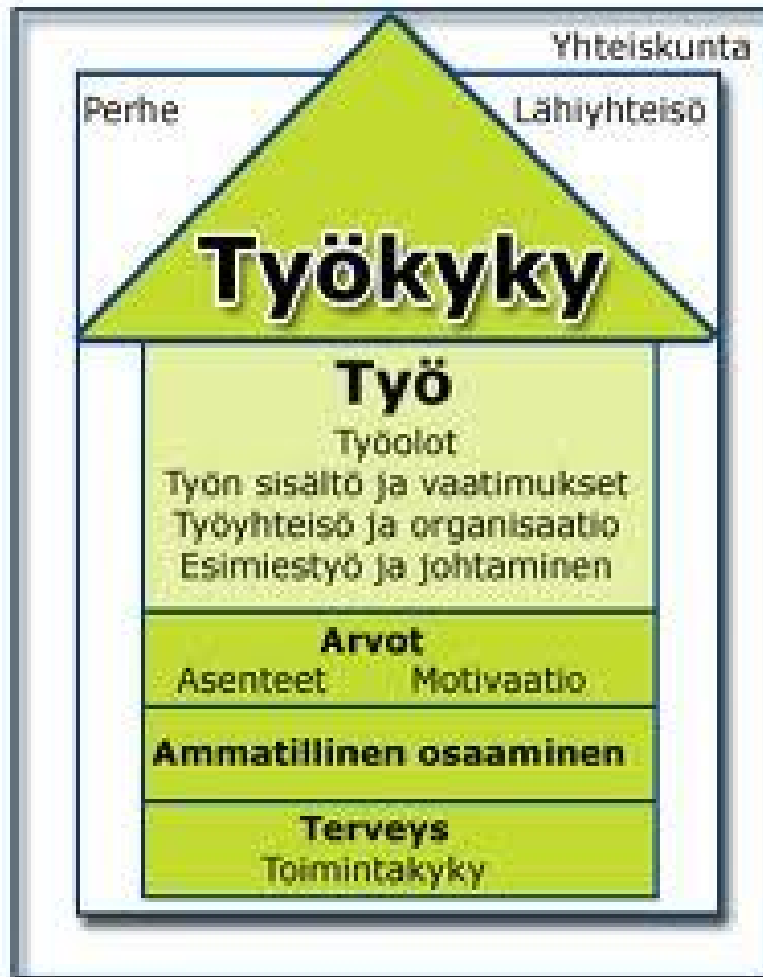 Yhteiskunta
Perhe
Lähiyhteisö
Työkyky
Työ
Työolot
Työn sisältö ja vaatimukset
Työyhteisö ja organisaatio
Esimiestyö ja johtaminen
Arvot
Asenteet Motivaatio
Ammatillinen osaaminen
Terveys
Toimintakyky